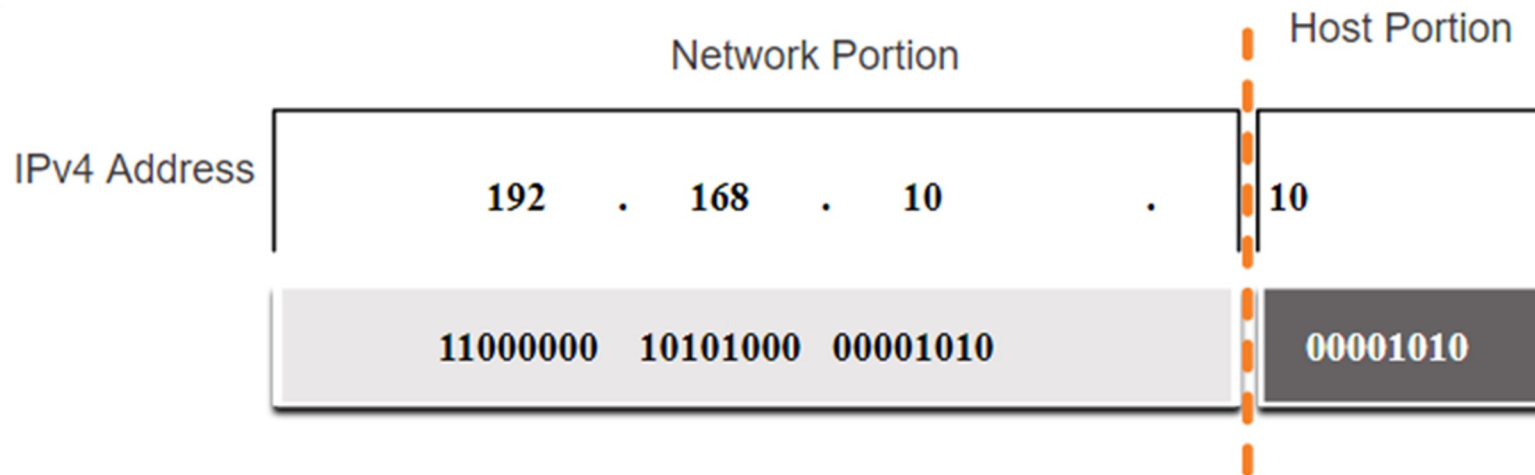 Network Portion
Host Portion
IPv4 Address
192 . 168 . 10 . 10
11000000 10101000 00001010 00001010